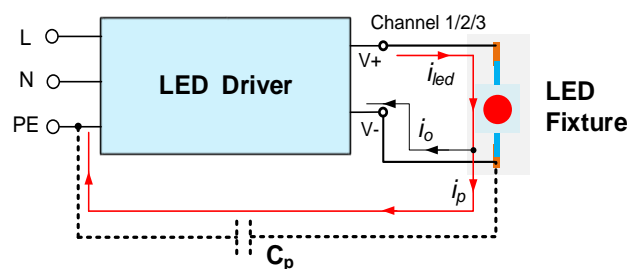 Channel 1/2/3
L
N
PE
LED Driver
V+
V-
i_led
i_o
i_p
LED
Fixture
C_p